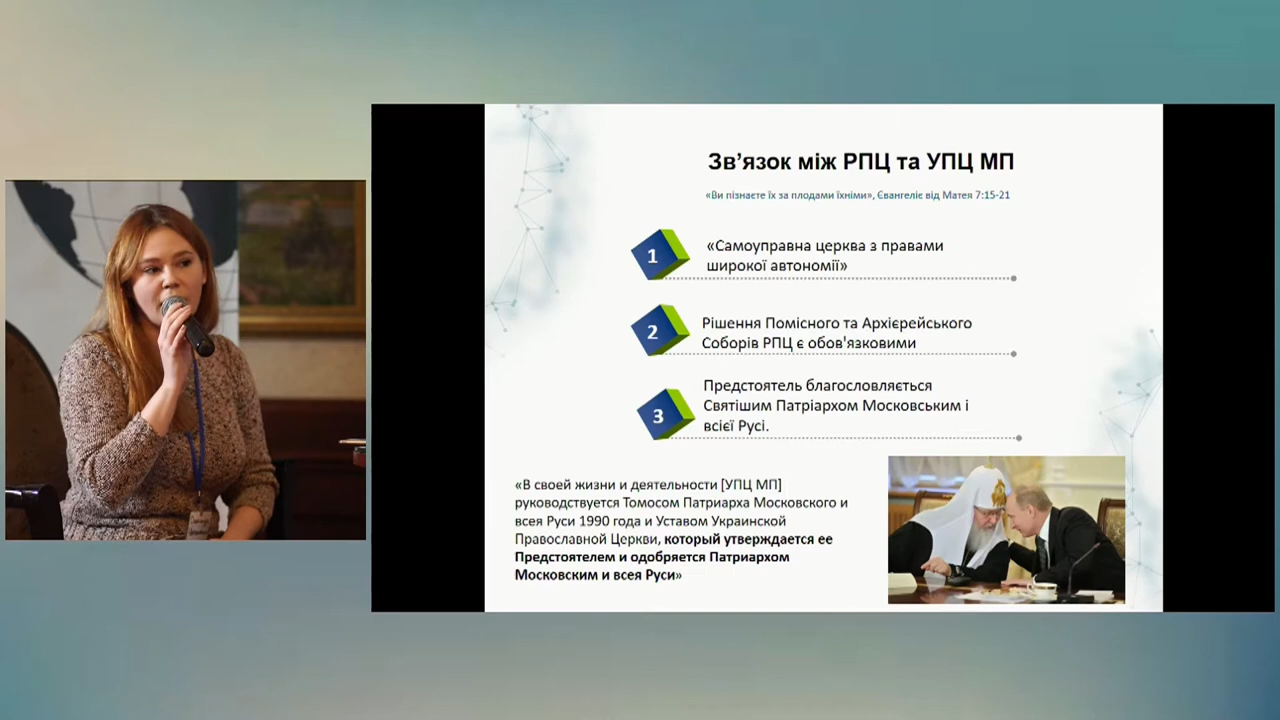 Зв’язок між РПЦ та УПЦ МП
«Ви пізнаєте їх за плодами їхніми», Євангеліє від Матея 7:15-21
1
«Самоуправна церква з правами
широкої автономії»
2
Рішення Помісного та Архієрейського
Соборів РПЦ є обов'язковими
3
Предстоятель благословляється
Святішим Патріархом Московським і
всієї Русі.
«В своей жизни и деятельности [УПЦ МП]
руководствуется Томосом Патриарха Московского и
всея Руси 1990 года и Уставом Украинской
Православной Церкви, который утверждается ее
Предстоятелем и одобряется Патриархом
Московским и всея Руси»